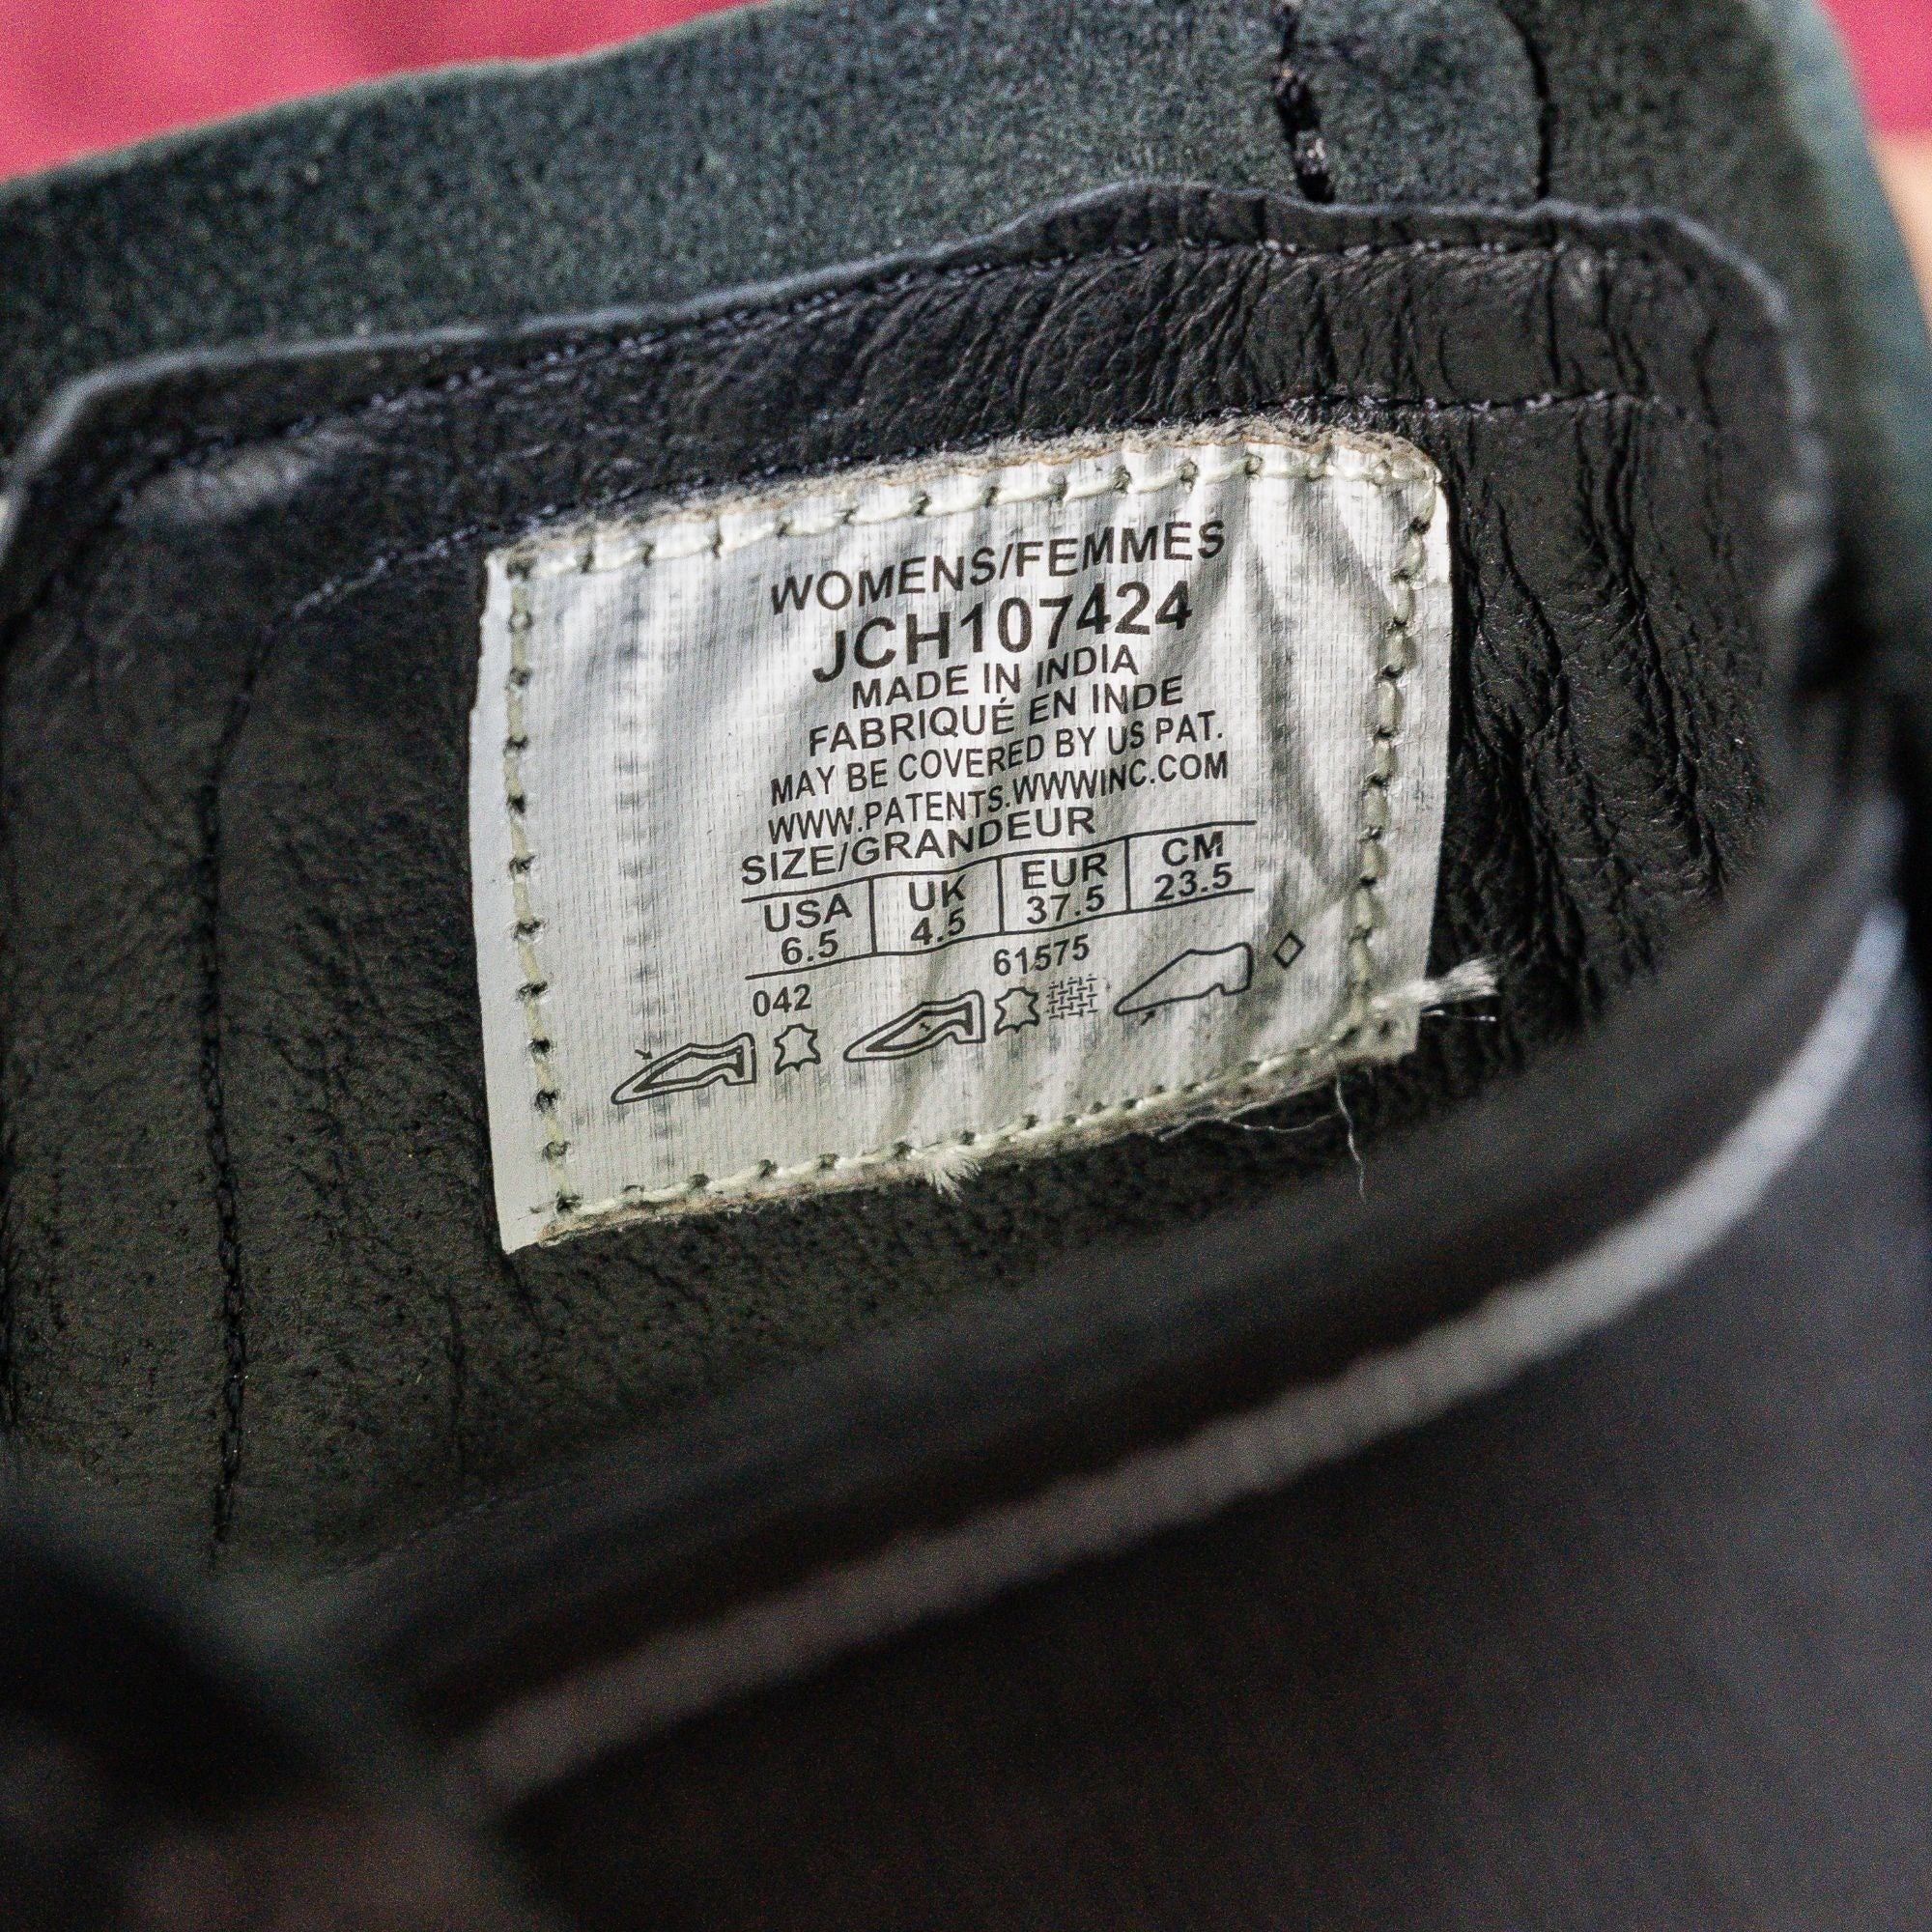 WOMENS/FEMMES
JCH107424
MADE IN INDIA
FABRIQUÉ EN INDE
MAY BE COVERED BY US PAT.
WWW.PATENTS.WWWINC.COM
SIZE/GRANDEUR
USA UK EUR CM
6.5 4.5 37.5 23.5
042 61575